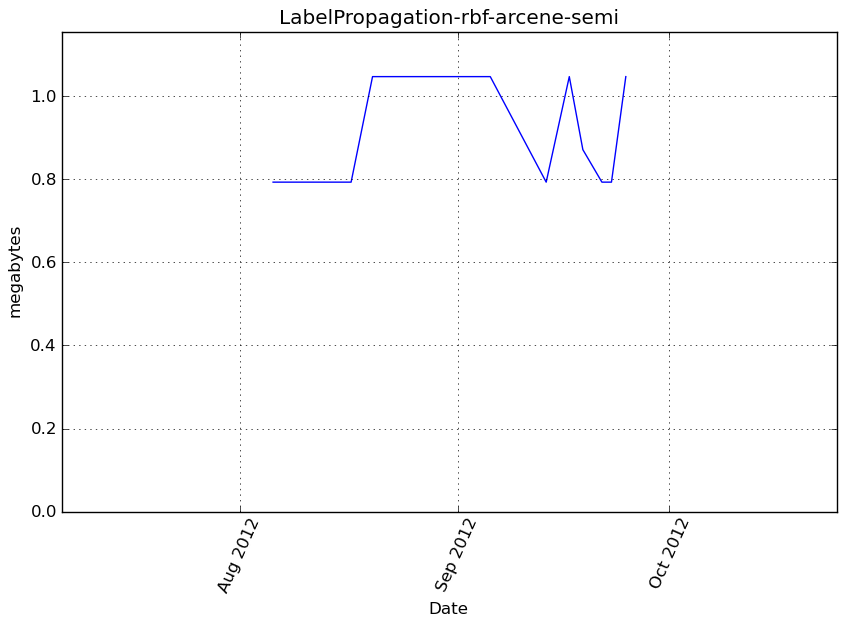 LabelPropagation-rbf-arcene-semi
megabytes
1.0
0.8
0.6
0.4
0.2
0.0
Aug 2012
Sep 2012
Oct 2012
Date